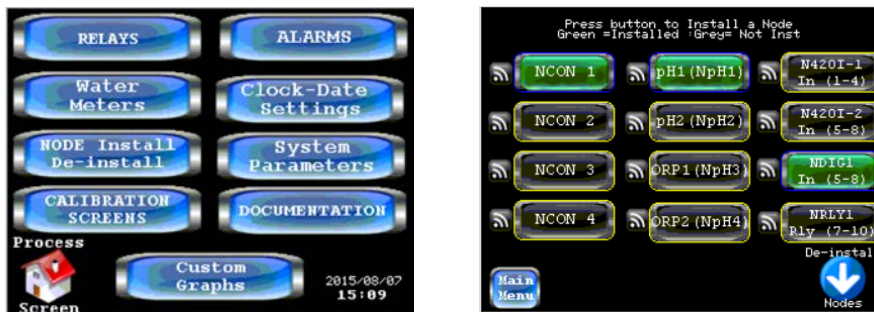 RELAYS
ALARMS
Water
Meters
Clock-Date
Settings
NODE Install
De-install
System
Parameters
CALIBRATION
SCREENS
DOCUMENTATION
Process
Screen
Custom
Graphs
2015/08/07
15:09
Press button to Install a Node
Green =Installed :Grey= Not Inst
NCON 1
pH1(NpH1)
N420I-1
In (1-4)
NCON 2
pH2(NpH2)
N420I-2
In (5-8)
NCON 3
ORP1(NpH3)
NDIG1
In (5-8)
NCON 4
ORP2(NpH4)
NRLY1
Rly (7-10)
De-instal
Main
Menu
Nodes